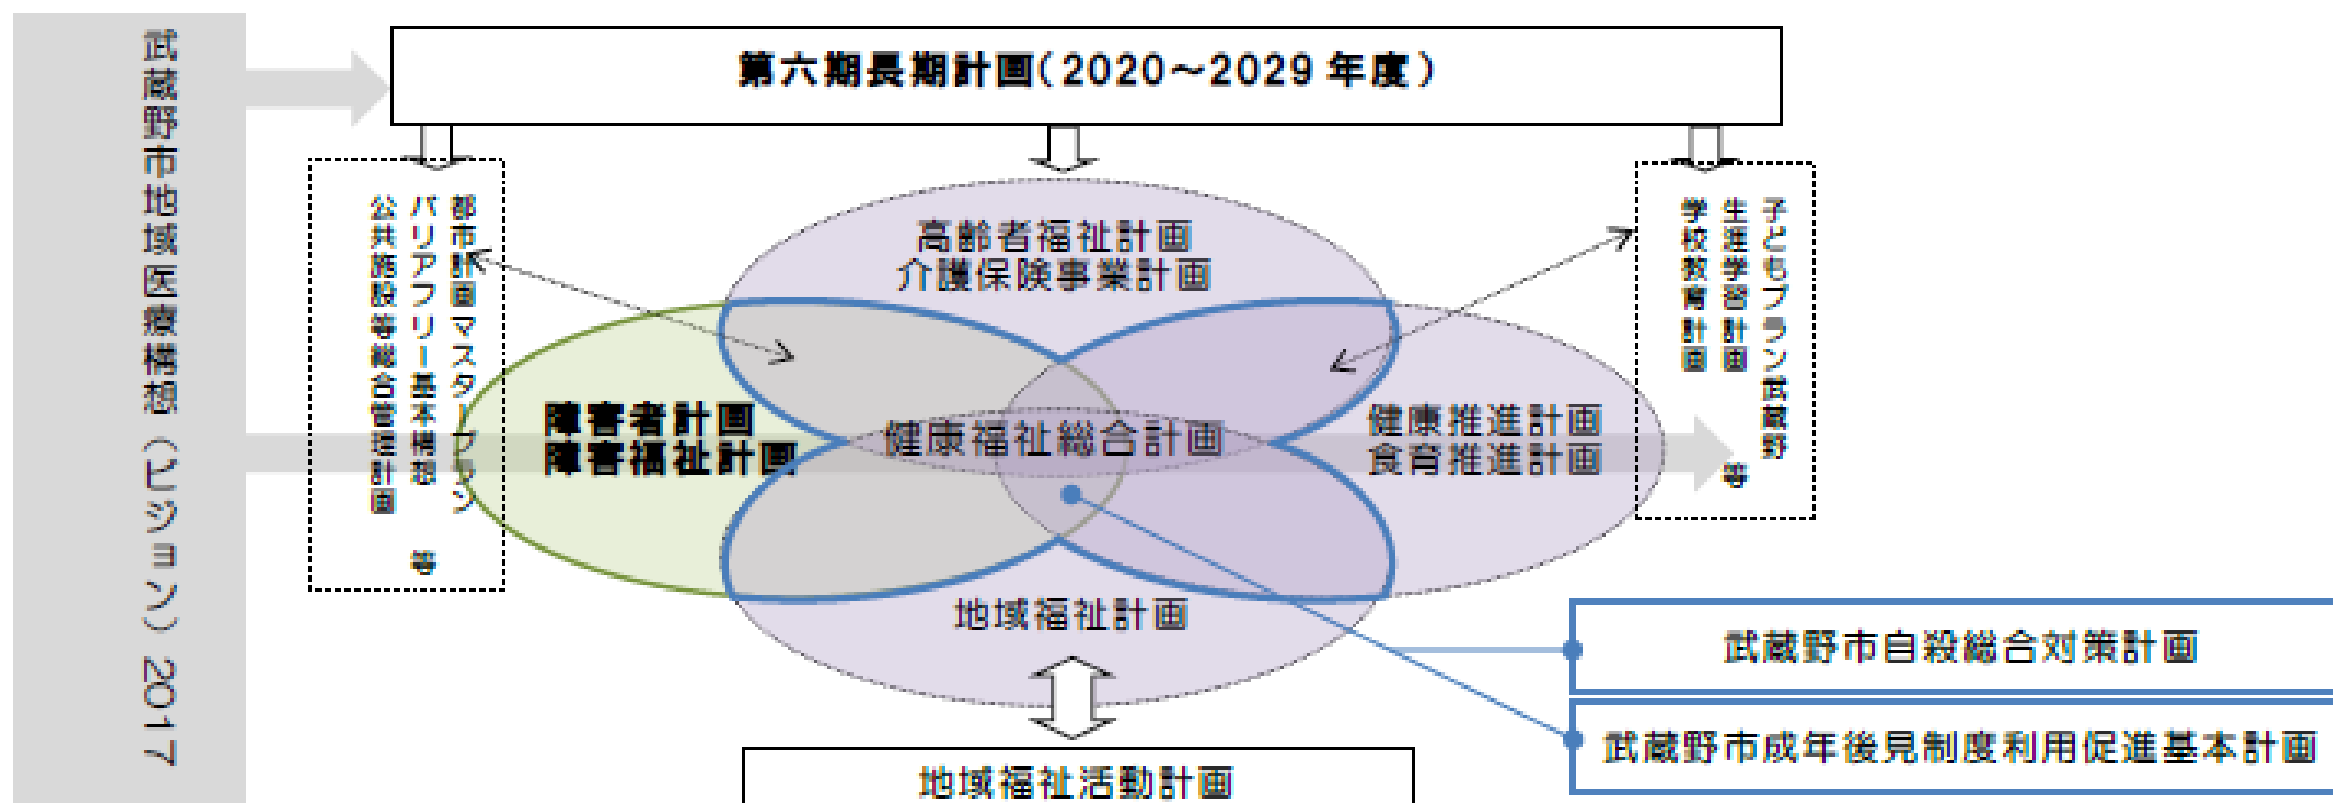 武蔵野市地域医療構想（ビジョン）2017
第六期長期計画（2020～2029 年度）
都市計画マスタープラン
バリアフリー基本構想　等
公共施設等総合管理計画
高齢者福祉計画
介護保険事業計画
子どもプラン武蔵野
生涯学習計画　等
学校教育計画
障害者計画
障害福祉計画
健康福祉総合計画
健康推進計画
食育推進計画
地域福祉計画
武蔵野市自殺総合対策計画
武蔵野市成年後見制度利用促進基本計画
地域福祉活動計画